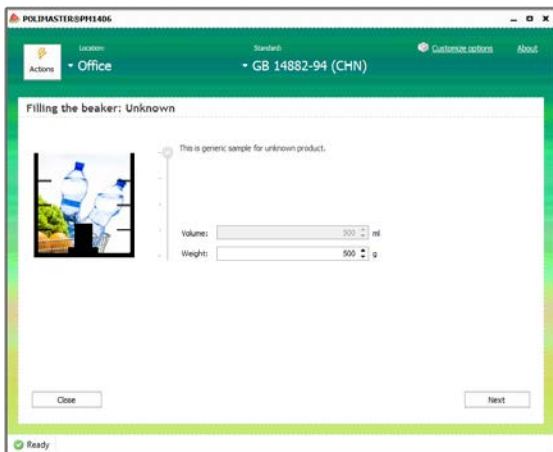 POLIMASTER®PM1406
Actions
Location:
Office
Standard:
GB 14882-94 (CHN)
Customize options
About
Filling the beaker: Unknown
This is generic sample for unknown product.
Volume: 500 ml
Weight: 500 g
Close
Next
Ready